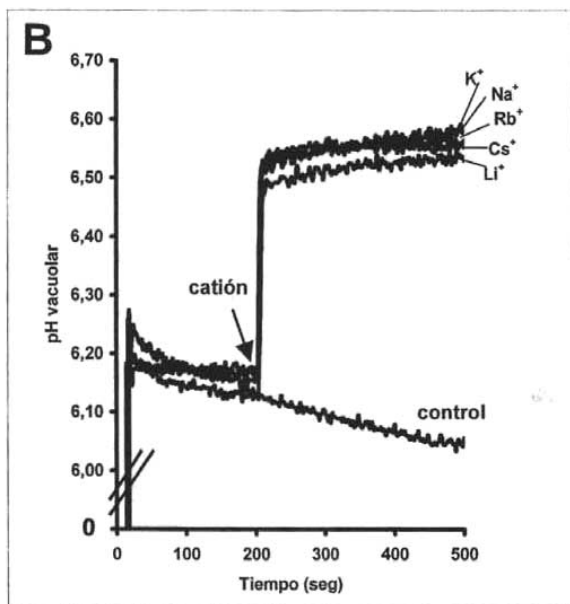 B
6,70
6,60
6,50
6,40
6,30
6,20
6,10
6,00
0
pH vacuolar
K+
Na+
Rb+
Cs+
Li+
catión
control
0 100 200 300 400 500
Tiempo (seg)